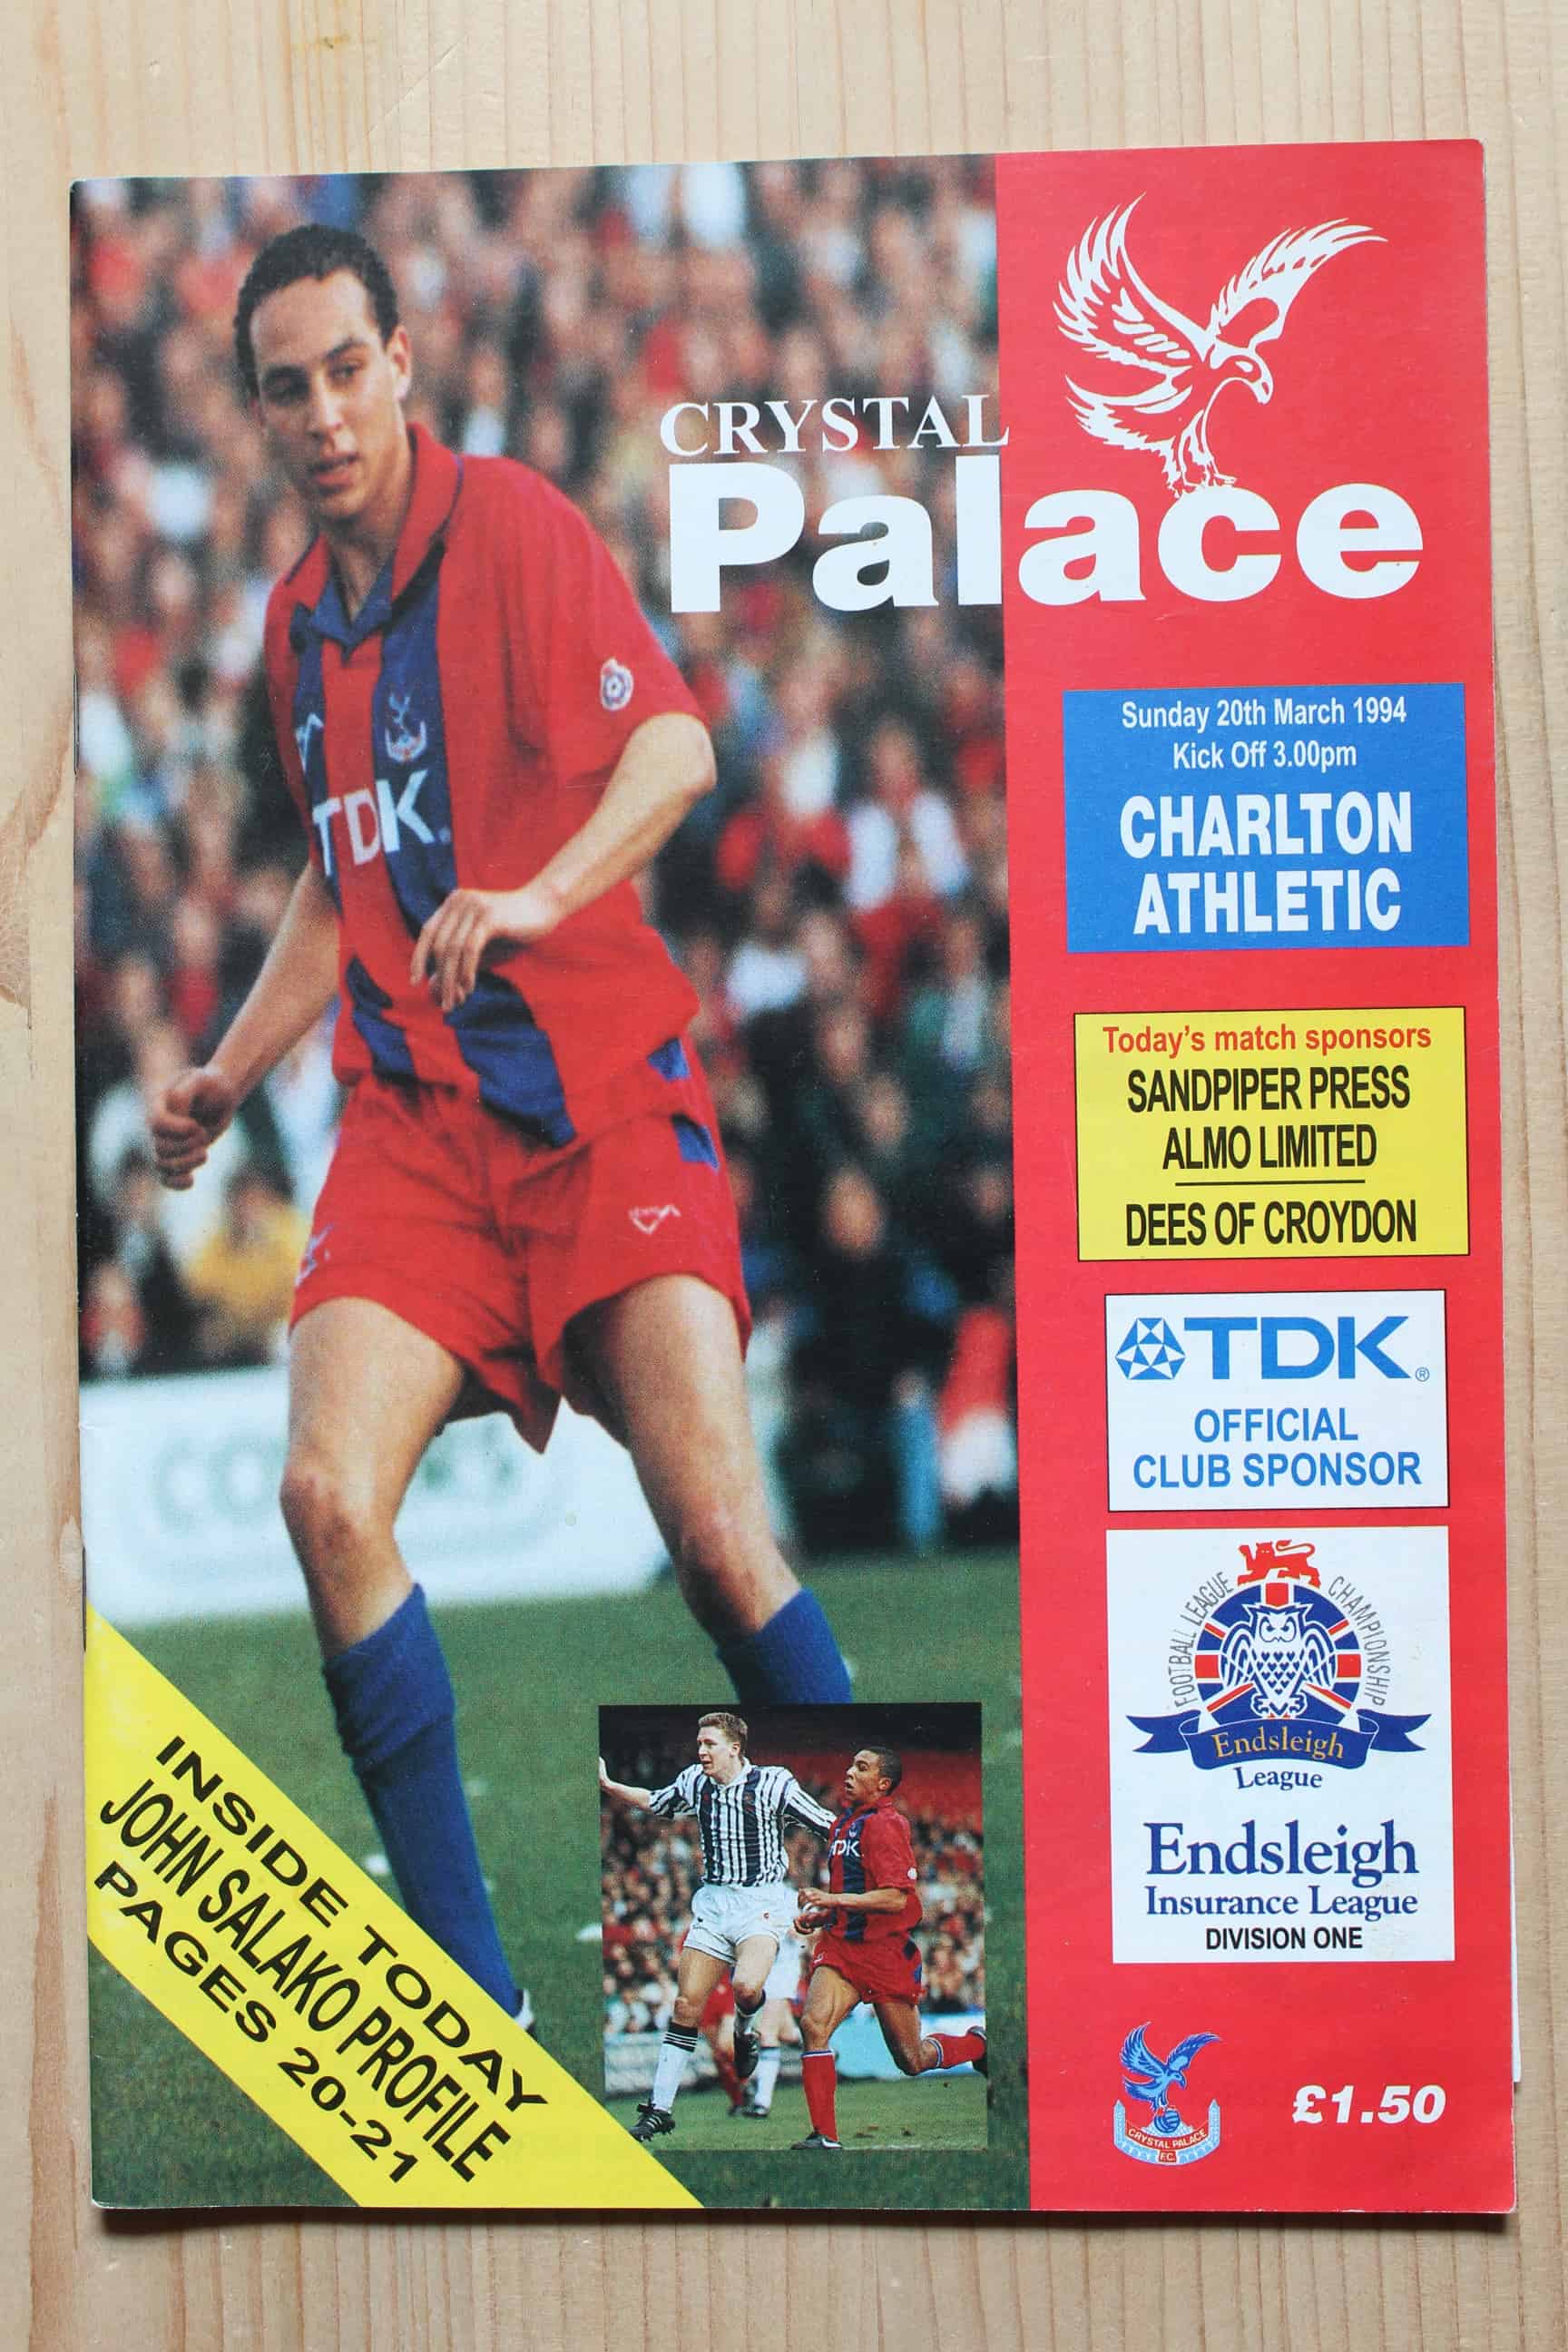 CRYSTAL
Palace
Sunday 20th March 1994
Kick Off 3.00pm
CHARLTON
ATHLETIC
Today's match sponsors
SANDPIPER PRESS
ALMO LIMITED
DEES OF CROYDON
TDK®
OFFICIAL
CLUB SPONSOR
FOOTBALL LEAGUE CHAMPIONSHIP
Endsleigh
League
Endsleigh
Insurance League
DIVISION ONE
CRYSTAL PALACE
F.C.
£1.50
TDK
INSIDE TODAY
JOHN SALAKO PROFILE
PAGES 20-21
TDK